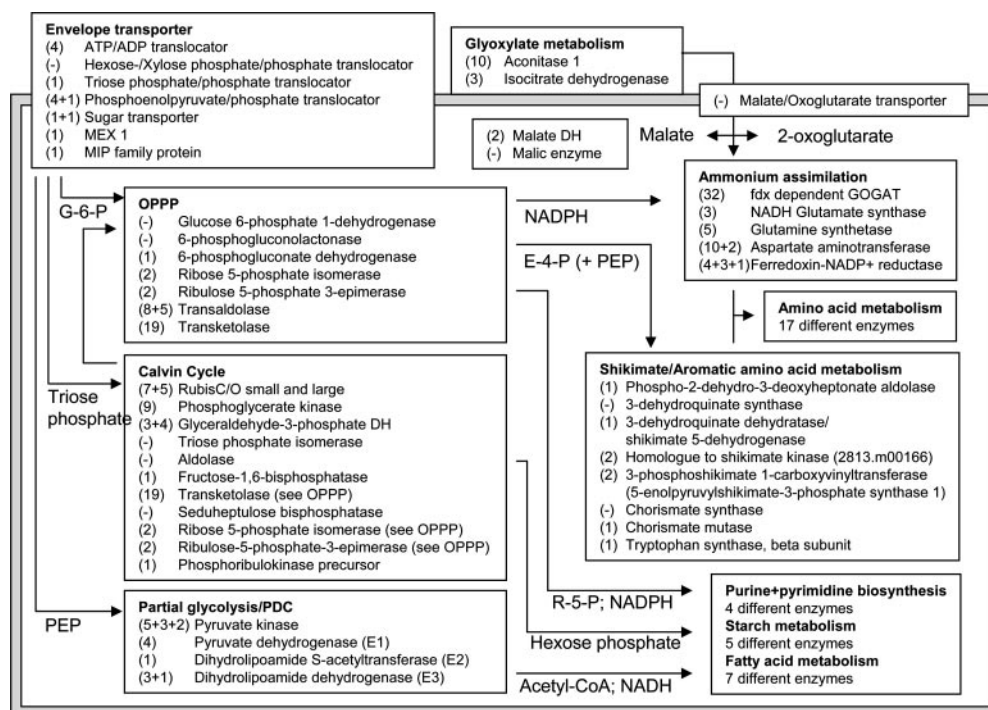 Envelope transporter
(4) ATP/ADP translocator
(-) Hexose-/Xylose phosphate/phosphate translocator
(1) Triose phosphate/phosphate translocator
(4+1) Phosphoenolpyruvate/phosphate translocator
(1+1) Sugar transporter
(1) MEX 1
(1) MIP family protein
Glyoxylate metabolism
(10) Aconitase 1
(3) Isocitrate dehydrogenase
(-) Malate/Oxoglutarate transporter
(2) Malate DH
(-) Malic enzyme
Malate
2-oxoglutarate
Ammonium assimilation
(32) fdx dependent GOGAT
(3) NADH Glutamate synthase
(5) Glutamine synthetase
(10+2) Aspartate aminotransferase
(4+3+1) Ferredoxin-NADP+ reductase
G-6-P
OPPP
(-) Glucose 6-phosphate 1-dehydrogenase
(-) 6-phosphogluconolactonase
(1) 6-phosphogluconate dehydrogenase
(2) Ribose 5-phosphate isomerase
(2) Ribulose 5-phosphate 3-epimerase
(8+5) Transaldolase
(19) Transketolase
NADPH
E-4-P (+ PEP)
Amino acid metabolism
17 different enzymes
Triose
phosphate
Calvin Cycle
(7+5) RubisC/O small and large
(9) Phosphoglycerate kinase
(3+4) Glyceraldehyde-3-phosphate DH
(-) Triose phosphate isomerase
(-) Aldolase
(1) Fructose-1,6-bisphosphatase
(19) Transketolase (see OPPP)
(-) Seduheptulose bisphosphatase
(2) Ribose 5-phosphate isomerase (see OPPP)
(2) Ribulose-5-phosphate-3-epimerase (see OPPP)
(1) Phosphoribulokinase precursor
Shikimate/Aromatic amino acid metabolism
(1) Phospho-2-dehydro-3-deoxyheptonate aldolase
(-) 3-dehydroquinate synthase
(1) 3-dehydroquinate dehydratase/
shikimate 5-dehydrogenase
(2) Homologue to shikimate kinase (2813.m00166)
(2) 3-phosphoshikimate 1-carboxyvinyltransferase
(5-enolpyruvylshikimate-3-phosphate synthase 1)
(-) Chorismate synthase
(1) Chorismate mutase
(1) Tryptophan synthase, beta subunit
PEP
Partial glycolysis/PDC
(5+3+2) Pyruvate kinase
(4) Pyruvate dehydrogenase (E1)
(1) Dihydrolipoamide S-acetyltransferase (E2)
(3+1) Dihydrolipoamide dehydrogenase (E3)
R-5-P; NADPH
Hexose phosphate
Acetyl-CoA; NADH
Purine+pyrimidine biosynthesis
4 different enzymes
Starch metabolism
5 different enzymes
Fatty acid metabolism
7 different enzymes